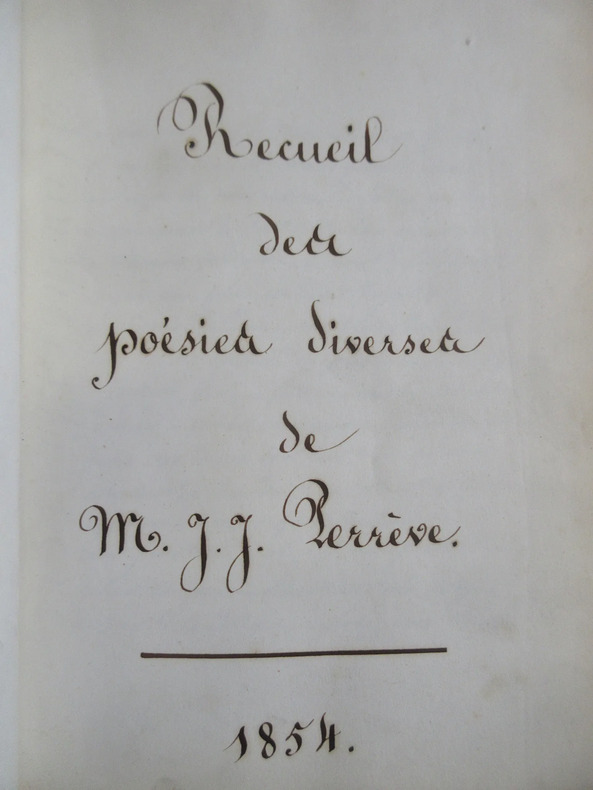 Recueil
des
poésies diverses
de
M. J. J. Perrève.
1854.